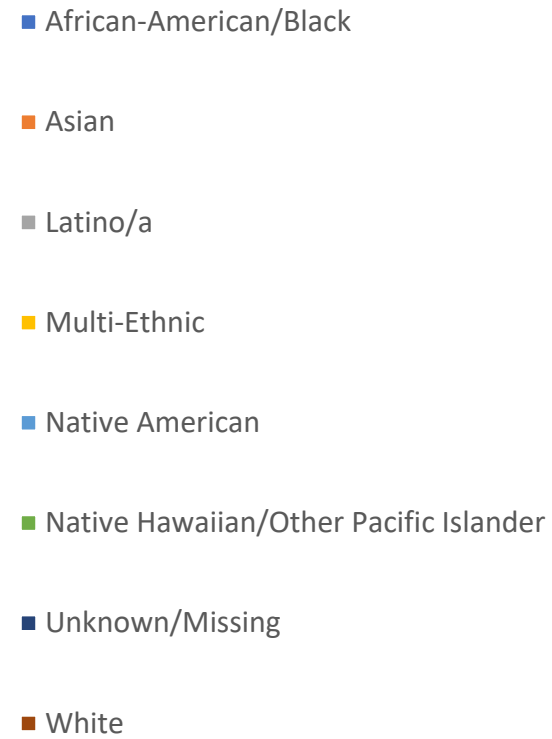 African-American/Black
Asian
Latino/a
Multi-Ethnic
Native American
Native Hawaiian/Other Pacific Islander
Unknown/Missing
White